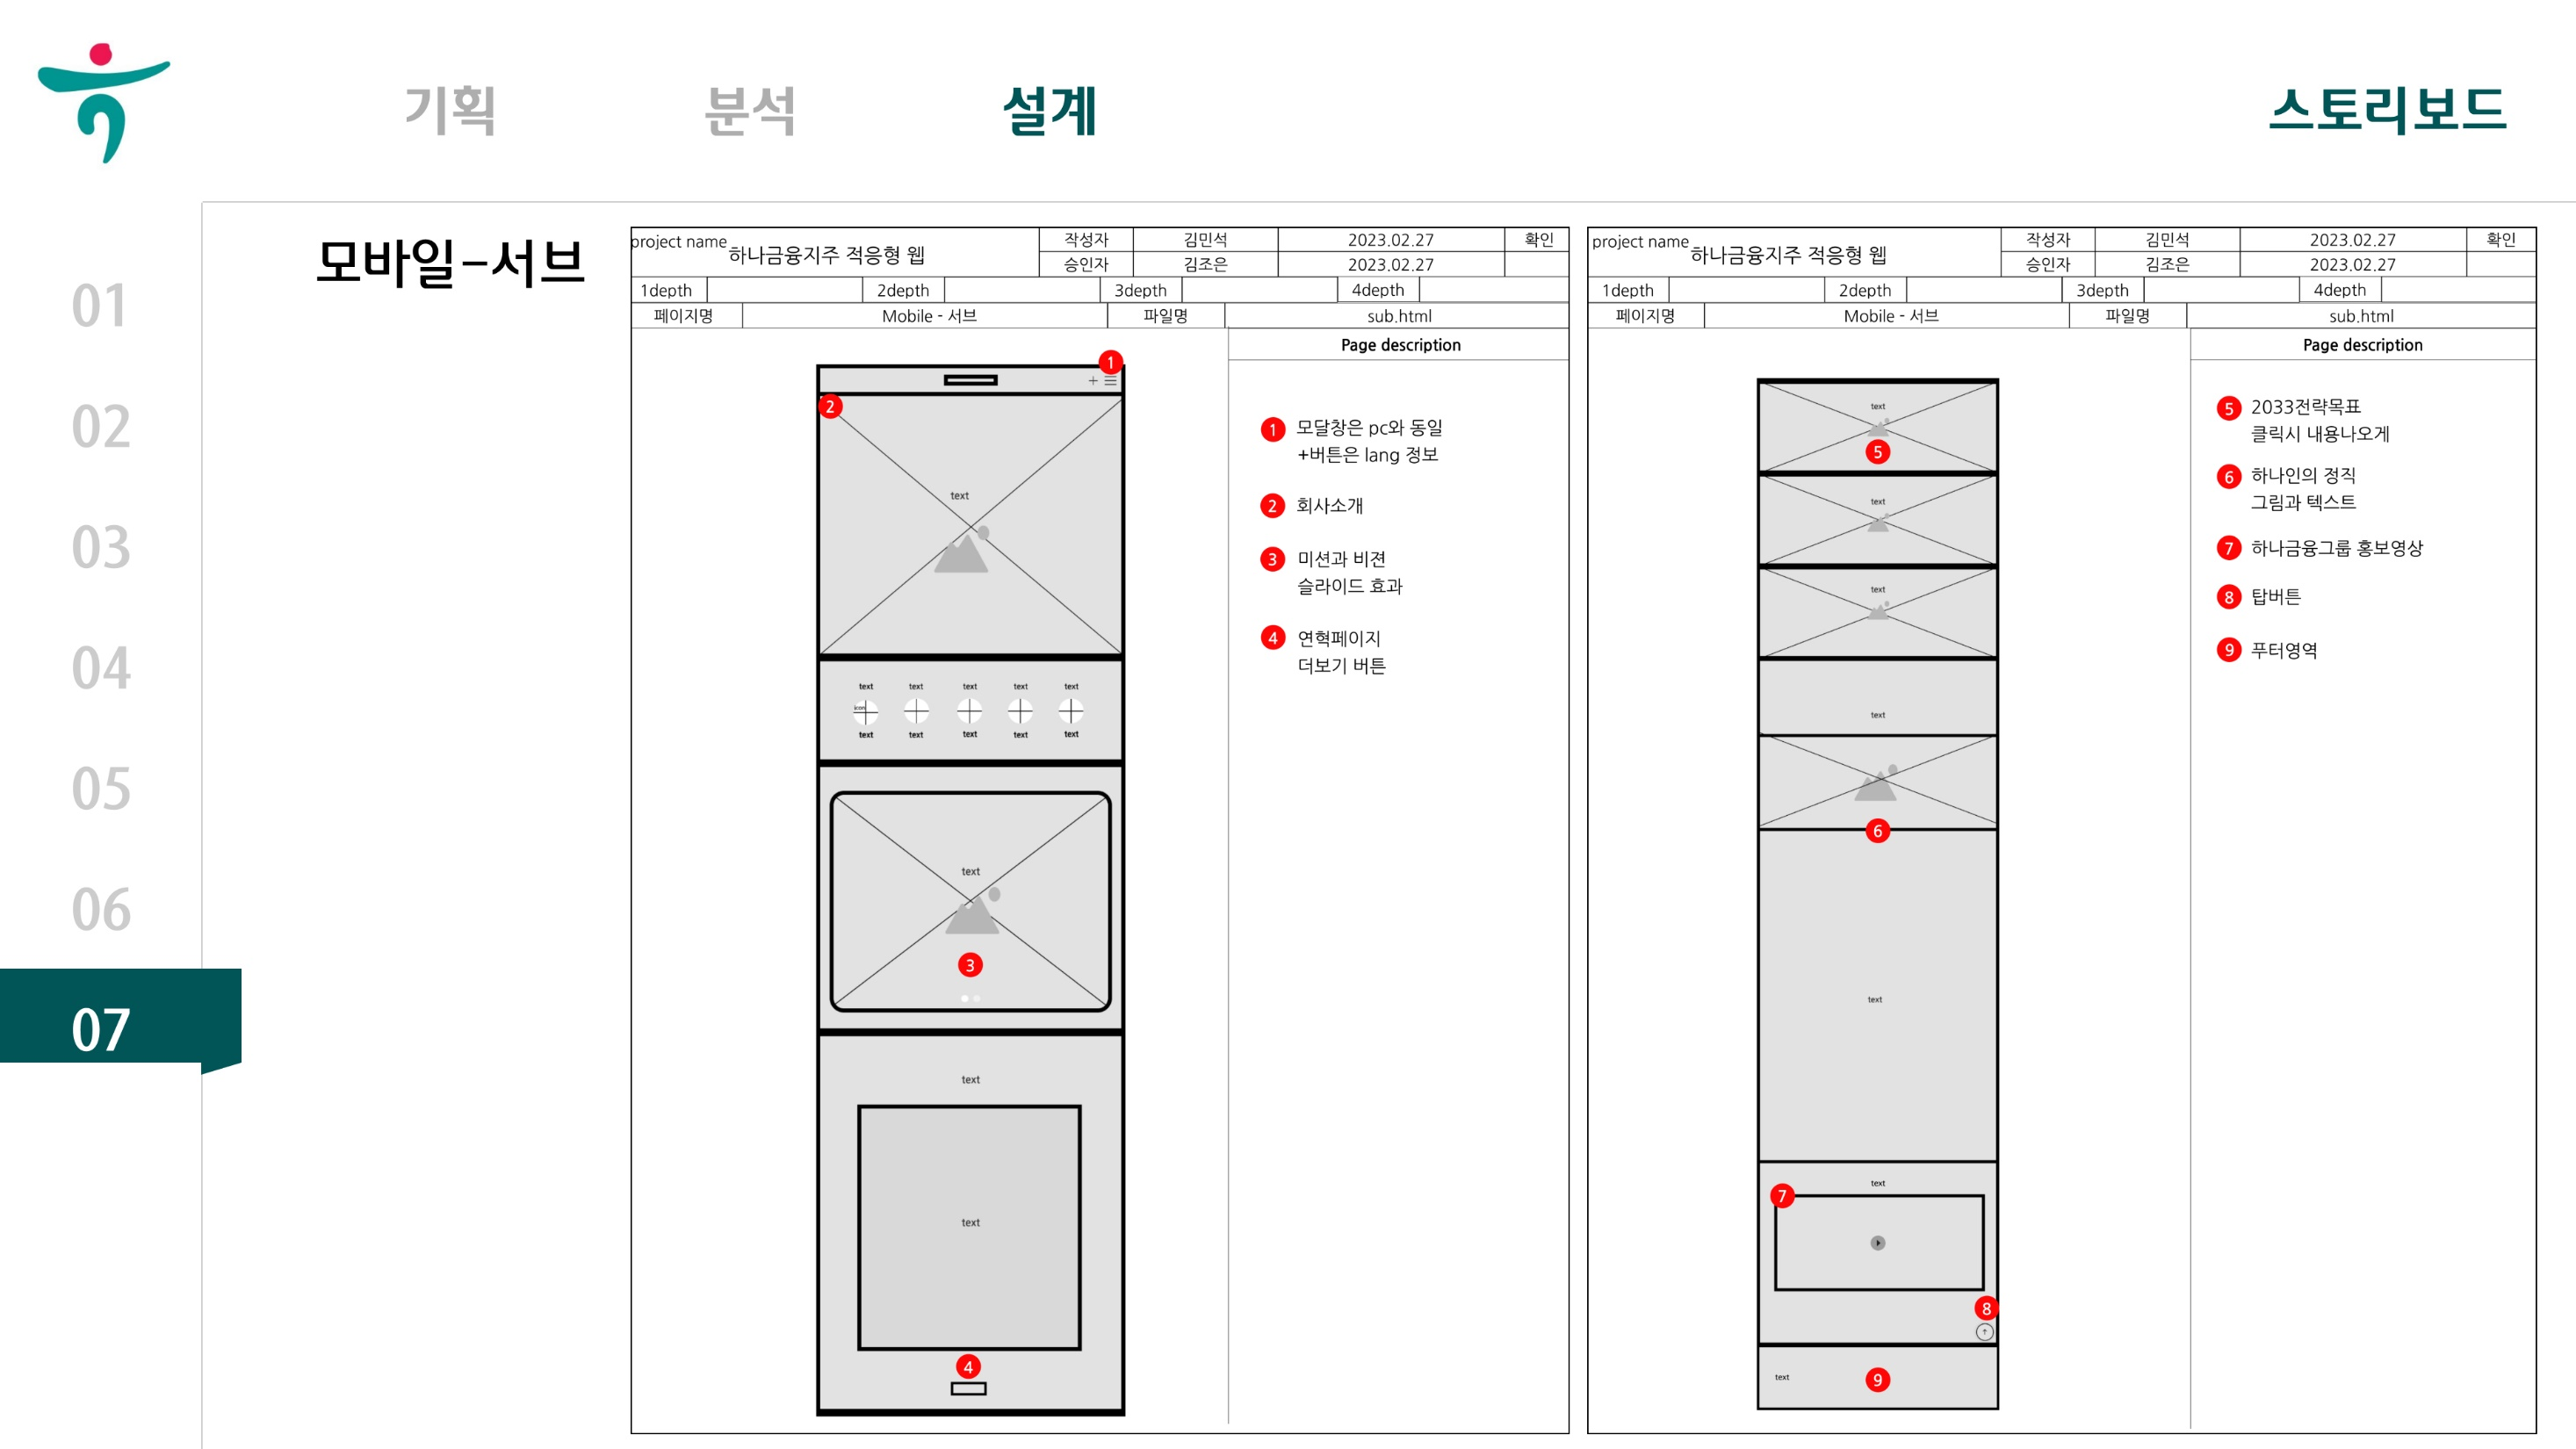 기획
분석
설계
스토리보드
01
02
03
04
05
06
07
모바일-서브
project name
하나금융지주 적응형 웹
작성자
김민석
2023.02.27
확인
승인자
김조은
2023.02.27
1depth
2depth
3depth
4depth
페이지명
Mobile - 서브
파일명
sub.html
Page description
1
2
text
text text text text text
icon
text text text text text
text
3
text
text
4
1 모달창은 pc와 동일
+버튼은 lang 정보
2 회사소개
3 미션과 비젼
슬라이드 효과
4 연혁페이지
더보기 버튼
project name
하나금융지주 적응형 웹
작성자
김민석
2023.02.27
확인
승인자
김조은
2023.02.27
1depth
2depth
3depth
4depth
페이지명
Mobile - 서브
파일명
sub.html
Page description
text
5
text
text
text
6
text
text
7
8
text
9
5 2033전략목표
클릭시 내용나오게
6 하나인의 정직
그림과 텍스트
7 하나금융그룹 홍보영상
8 탑버튼
9 푸터영역